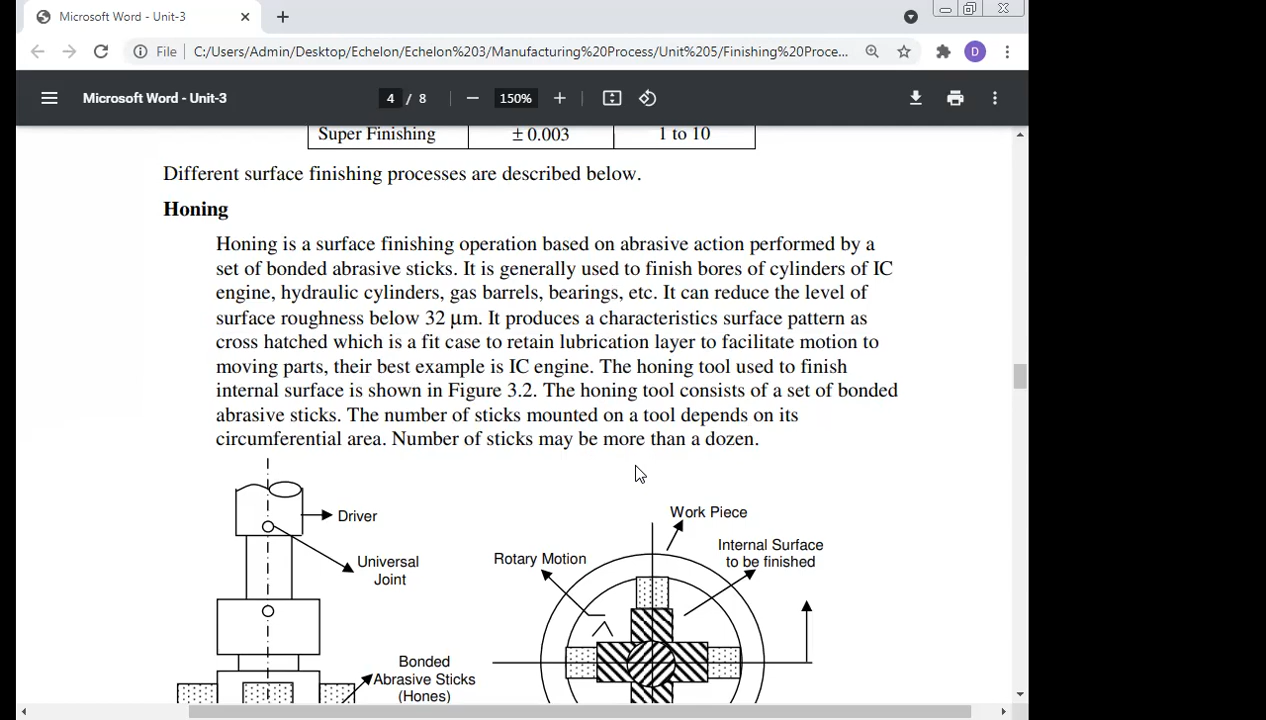 Microsoft Word - Unit-3
File C:/Users/Admin/Desktop/Echelon/Echelon%203/Manufacturing%20Process/Unit%205/Finishing%20Proce...
D
Microsoft Word - Unit-3 4 / 8 150%
Super Finishing ± 0.003 1 to 10
Different surface finishing processes are described below.
Honing
Honing is a surface finishing operation based on abrasive action performed by a
set of bonded abrasive sticks. It is generally used to finish bores of cylinders of IC
engine, hydraulic cylinders, gas barrels, bearings, etc. It can reduce the level of
surface roughness below 32 μm. It produces a characteristics surface pattern as
cross hatched which is a fit case to retain lubrication layer to facilitate motion to
moving parts, their best example is IC engine. The honing tool used to finish
internal surface is shown in Figure 3.2. The honing tool consists of a set of bonded
abrasive sticks. The number of sticks mounted on a tool depends on its
circumferential area. Number of sticks may be more than a dozen.
Driver
Universal
Joint
Bonded
Abrasive Sticks
(Hones)
Work Piece
Rotary Motion
Internal Surface
to be finished